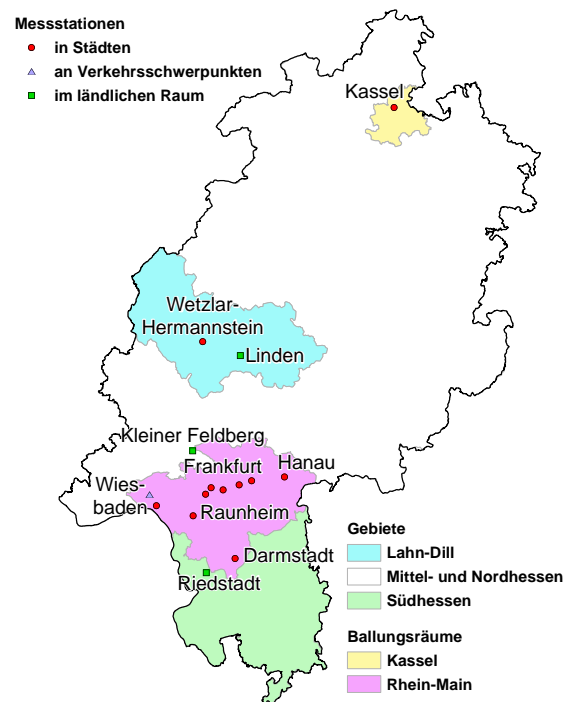 Messstationen
in Städten
an Verkehrsschwerpunkten
im ländlichen Raum
Kassel
Wetzlar-
Hermannstein
Linden
Kleiner Feldberg
Frankfurt
Hanau
Wies-
baden
Raunheim
Darmstadt
Riedstadt
Gebiete
Lahn-Dill
Mittel- und Nordhessen
Südhessen
Ballungsräume
Kassel
Rhein-Main